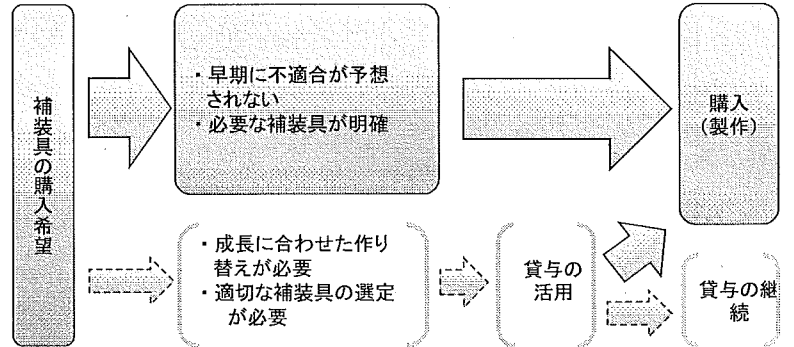 補装具の購入希望
・早期に不適合が予想
されない
・必要な補装具が明確
購入
(製作)
・成長に合わせた作り
替えが必要
・適切な補装具の選定
が必要
貸与の
活用
貸与の継
続